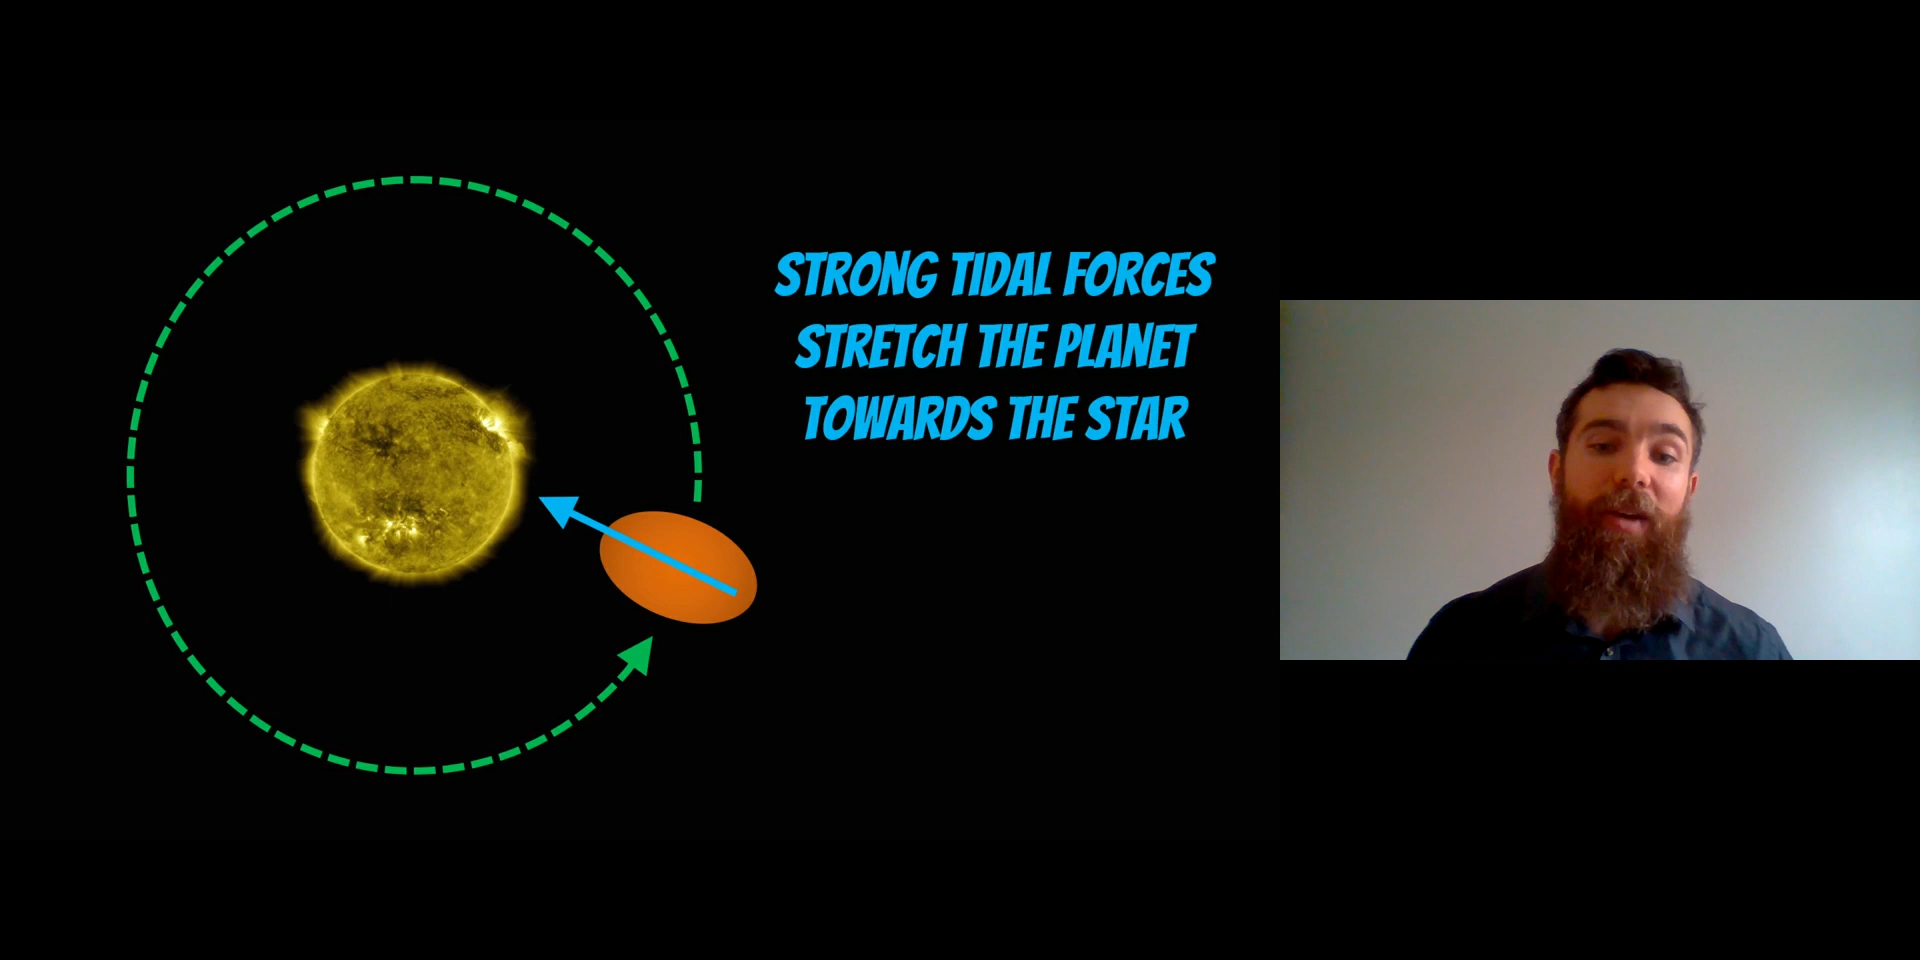 STRONG TIDAL FORCES
STRETCH THE PLANET
TOWARDS THE STAR